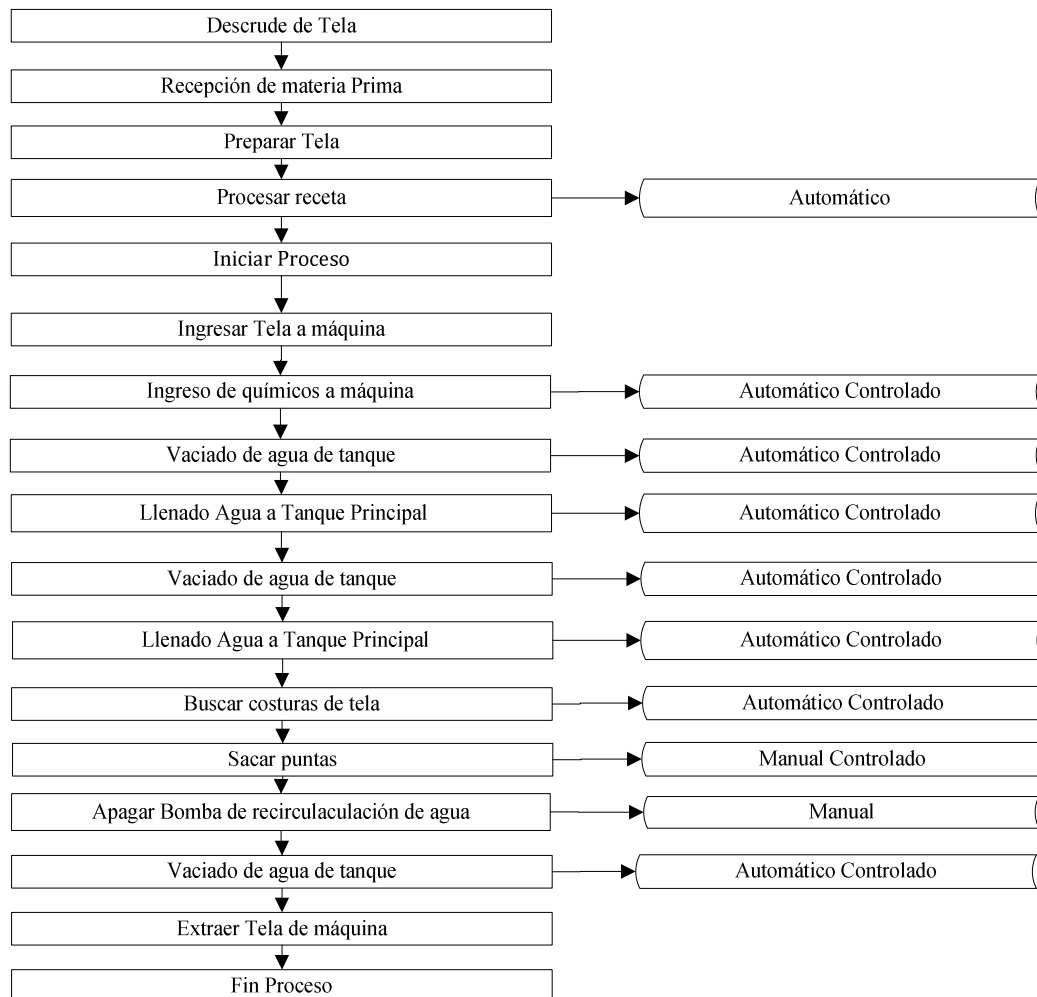 Descrude de Tela
Recepción de materia Prima
Preparar Tela
Procesar receta
Automático
Iniciar Proceso
Ingresar Tela a máquina
Ingreso de químicos a máquina
Automático Controlado
Vaciado de agua de tanque
Automático Controlado
Llenado Agua a Tanque Principal
Automático Controlado
Vaciado de agua de tanque
Automático Controlado
Llenado Agua a Tanque Principal
Automático Controlado
Buscar costuras de tela
Automático Controlado
Sacar puntas
Manual Controlado
Apagar Bomba de recirculaculación de agua
Manual
Vaciado de agua de tanque
Automático Controlado
Extraer Tela de máquina
Fin Proceso